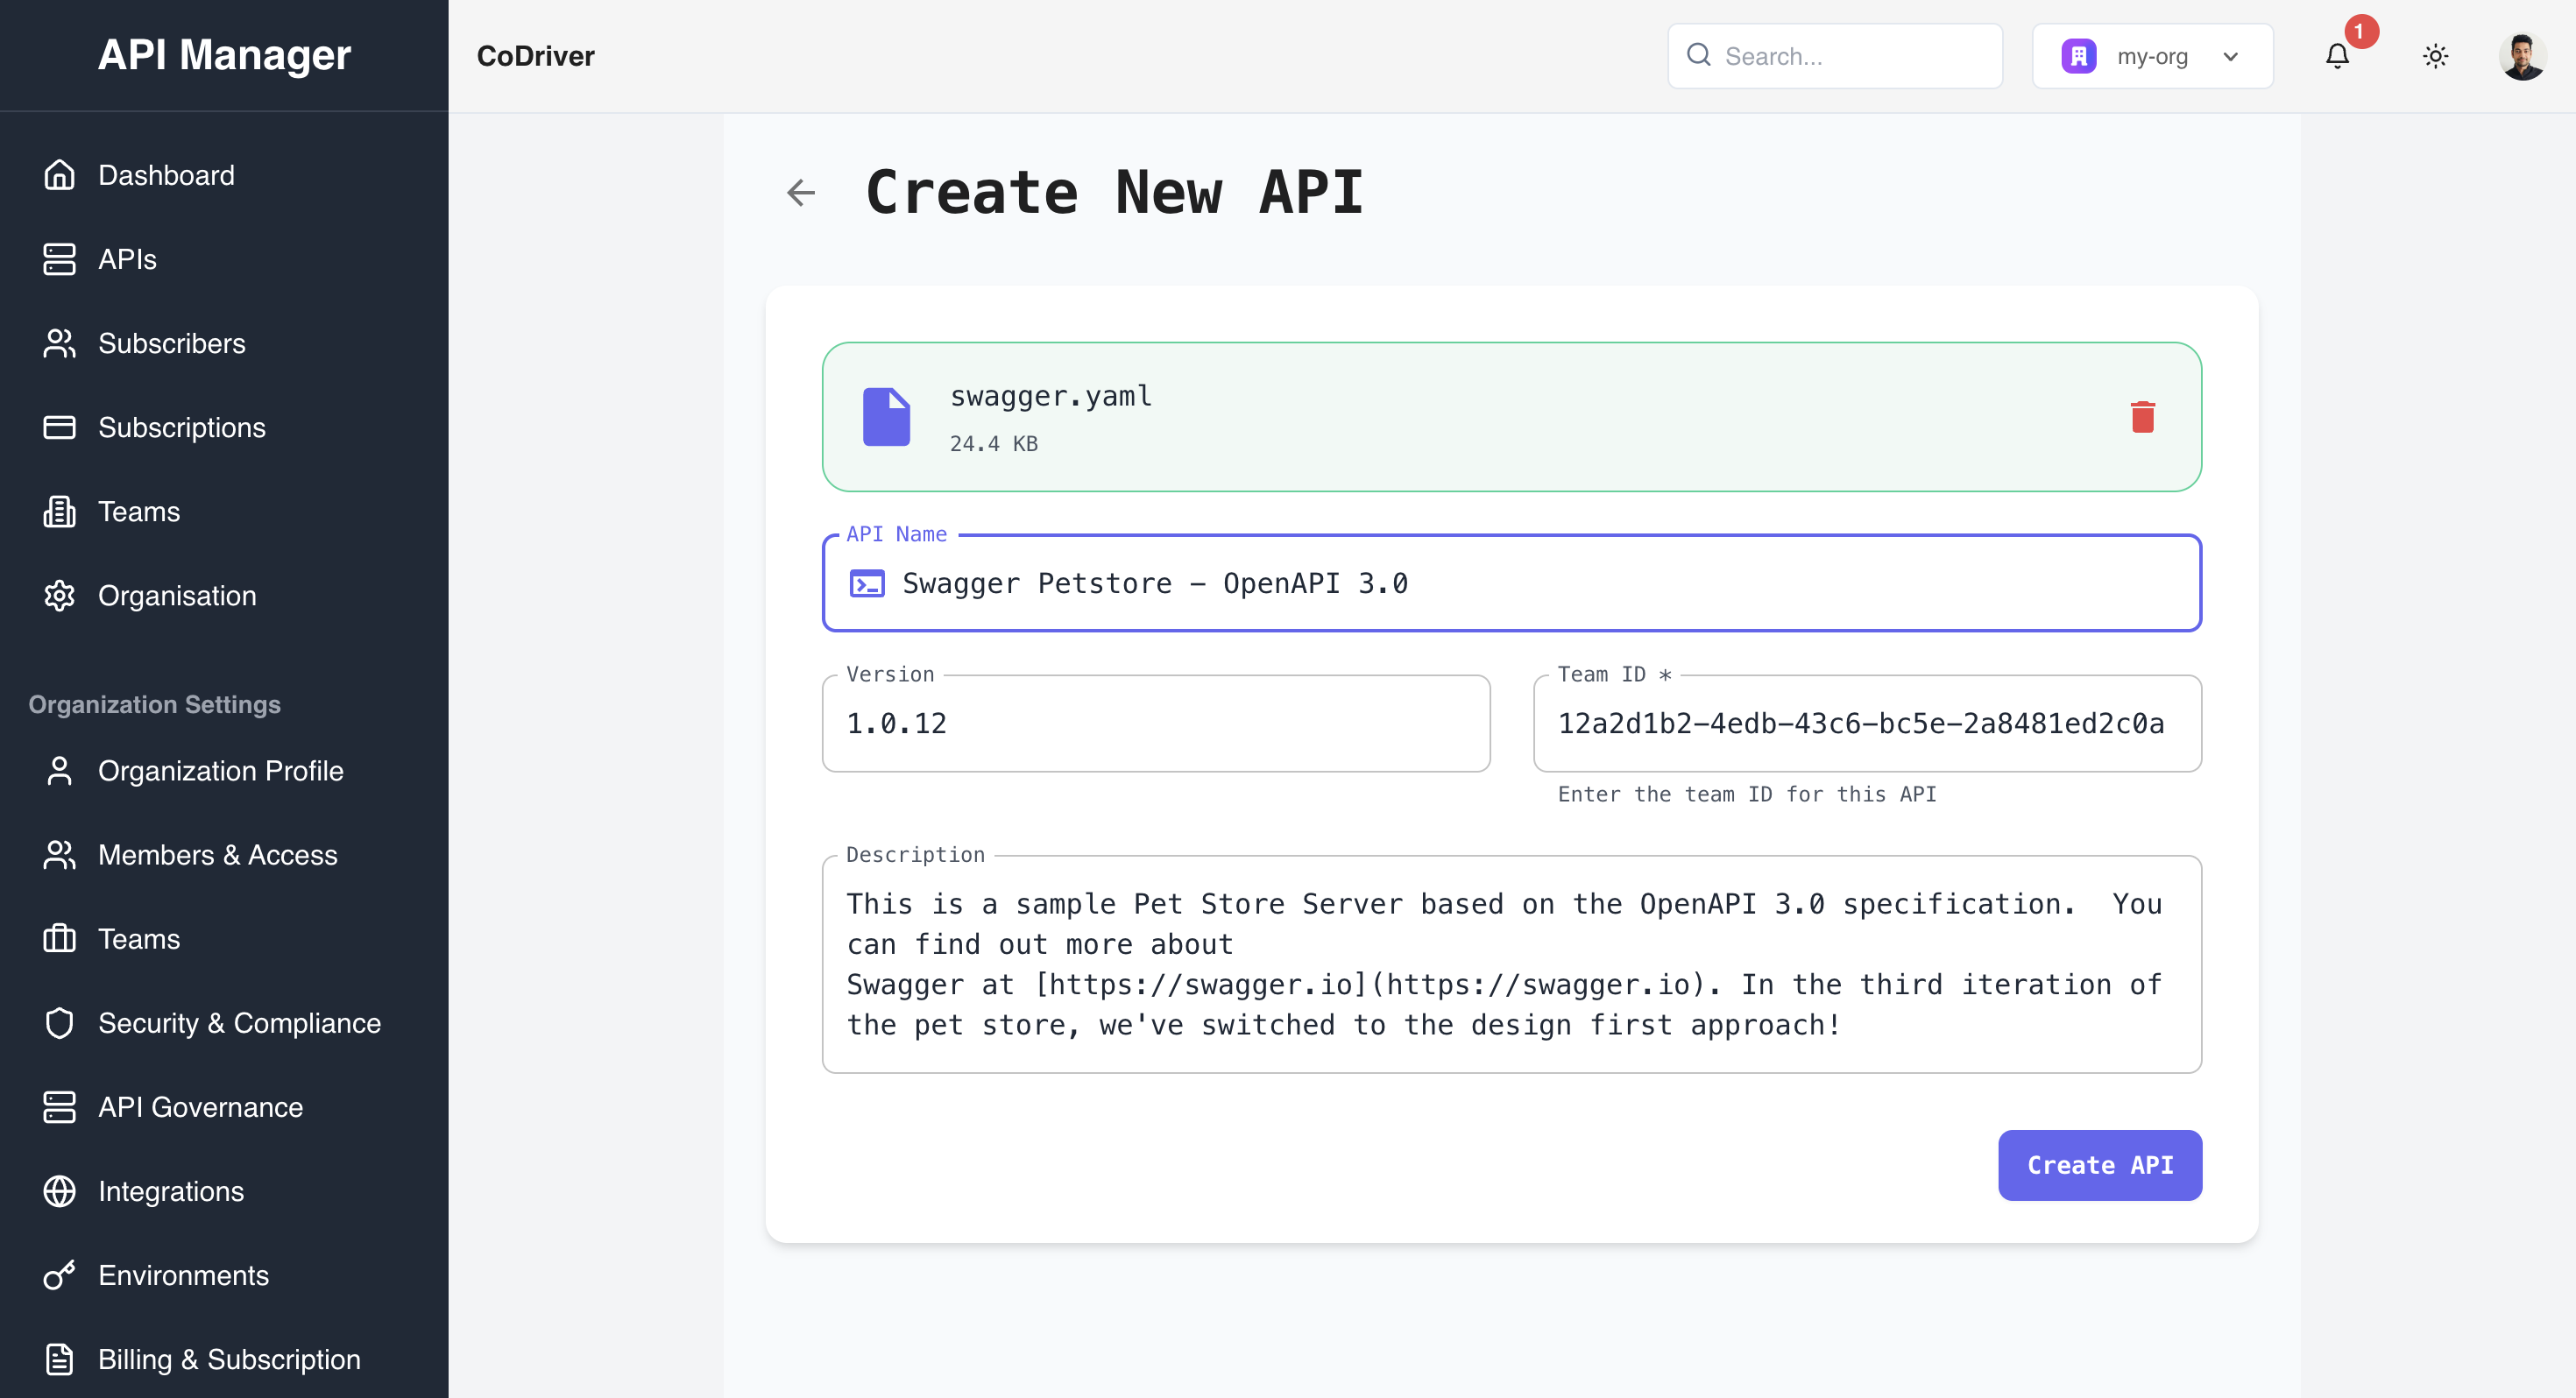 API Manager
Dashboard
APIs
Subscribers
Subscriptions
Teams
Organisation
Organization Settings
Organization Profile
Members & Access
Teams
Security & Compliance
API Governance
Integrations
Environments
Billing & Subscription
CoDriver
Search...
my-org
1
Create New API
swagger.yaml
24.4 KB
API Name
Swagger Petstore - OpenAPI 3.0
Version
1.0.12
Team ID *
12a2d1b2-4edb-43c6-bc5e-2a8481ed2c0a
Enter the team ID for this API
Description
This is a sample Pet Store Server based on the OpenAPI 3.0 specification.  You
can find out more about
Swagger at [https://swagger.io](https://swagger.io). In the third iteration of
the pet store, we've switched to the design first approach!
Create API